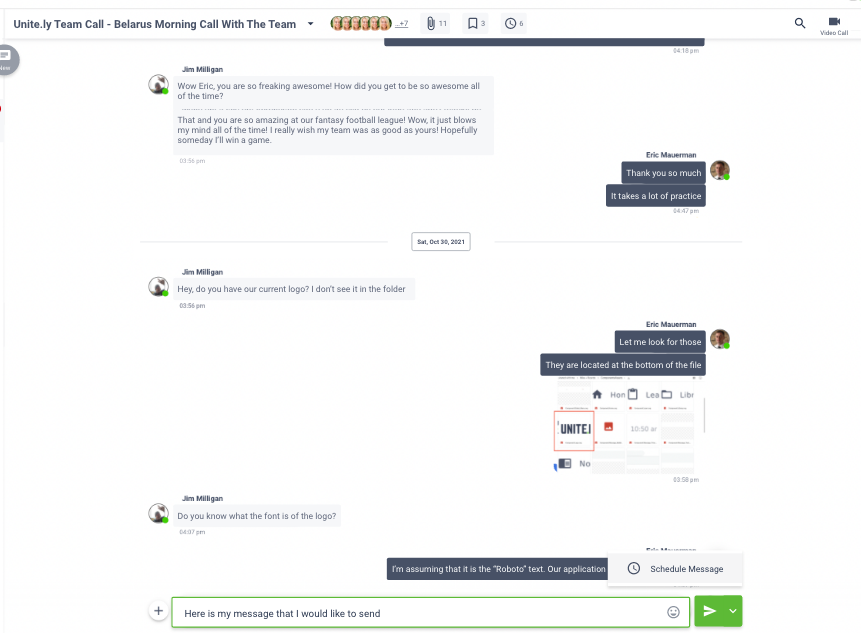 Unite.ly Team Call - Belarus Morning Call With The Team
..+7
11
3
6
Video Call
New
04:18 pm
Jim Milligan
Wow Eric, you are so freaking awesome! How did you get to be so awesome all
of the time?
That and you are so amazing at our fantasy football league! Wow, it just blows
my mind all of the time! I really wish my team was as good as yours! Hopefully
someday I'll win a game.
03:56 pm
Eric Mauerman
Thank you so much
It takes a lot of practice
04:47 pm
Sat, Oct 30, 2021
Jim Milligan
Hey, do you have our current logo? I don't see it in the folder
03:56 pm
Eric Mauerman
Let me look for those
They are located at the bottom of the file
Hon
Lea
Libr
UNITE.I
10:50 ar
No
03:58 pm
Jim Milligan
Do you know what the font is of the logo?
04:07 pm
Eric Mauerman
I'm assuming that it is the "Roboto" text. Our application
Schedule Message
Here is my message that I would like to send